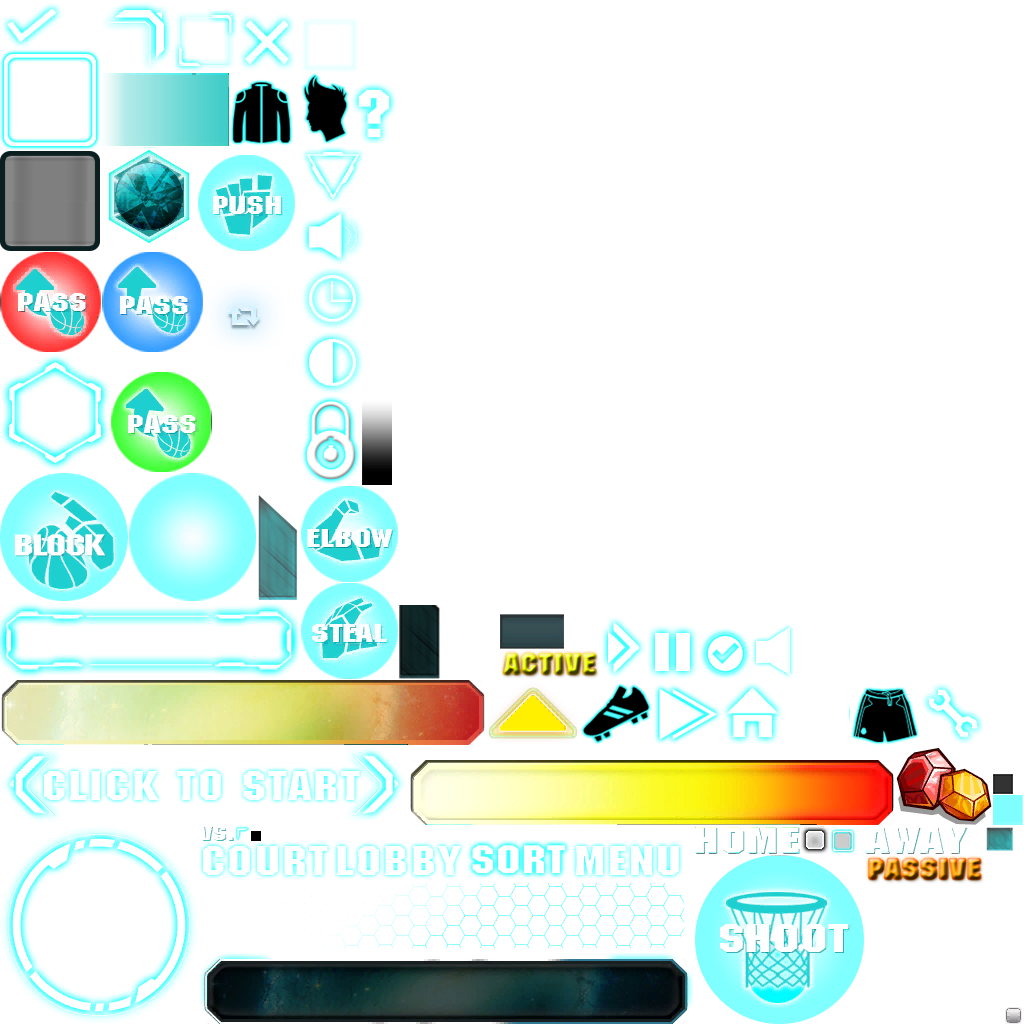 ?
PUSH
PASS
PASS
PASS
BLOCK
ELBOW
STEAL
ACTIVE
CLICK TO START
VS.
HOME
AWAY
COURT LOBBY SORT MENU
PASSIVE
SHOOT